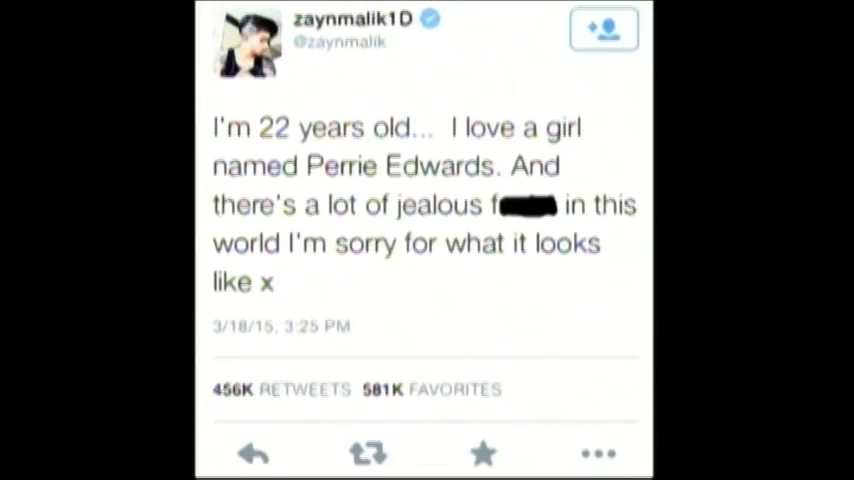 zaynmalik1D
@zaynmalik
I'm 22 years old... I love a girl
named Perrie Edwards. And
there's a lot of jealous f in this
world I'm sorry for what it looks
like x
3/18/15, 3:25 PM
456K RETWEETS 581K FAVORITES